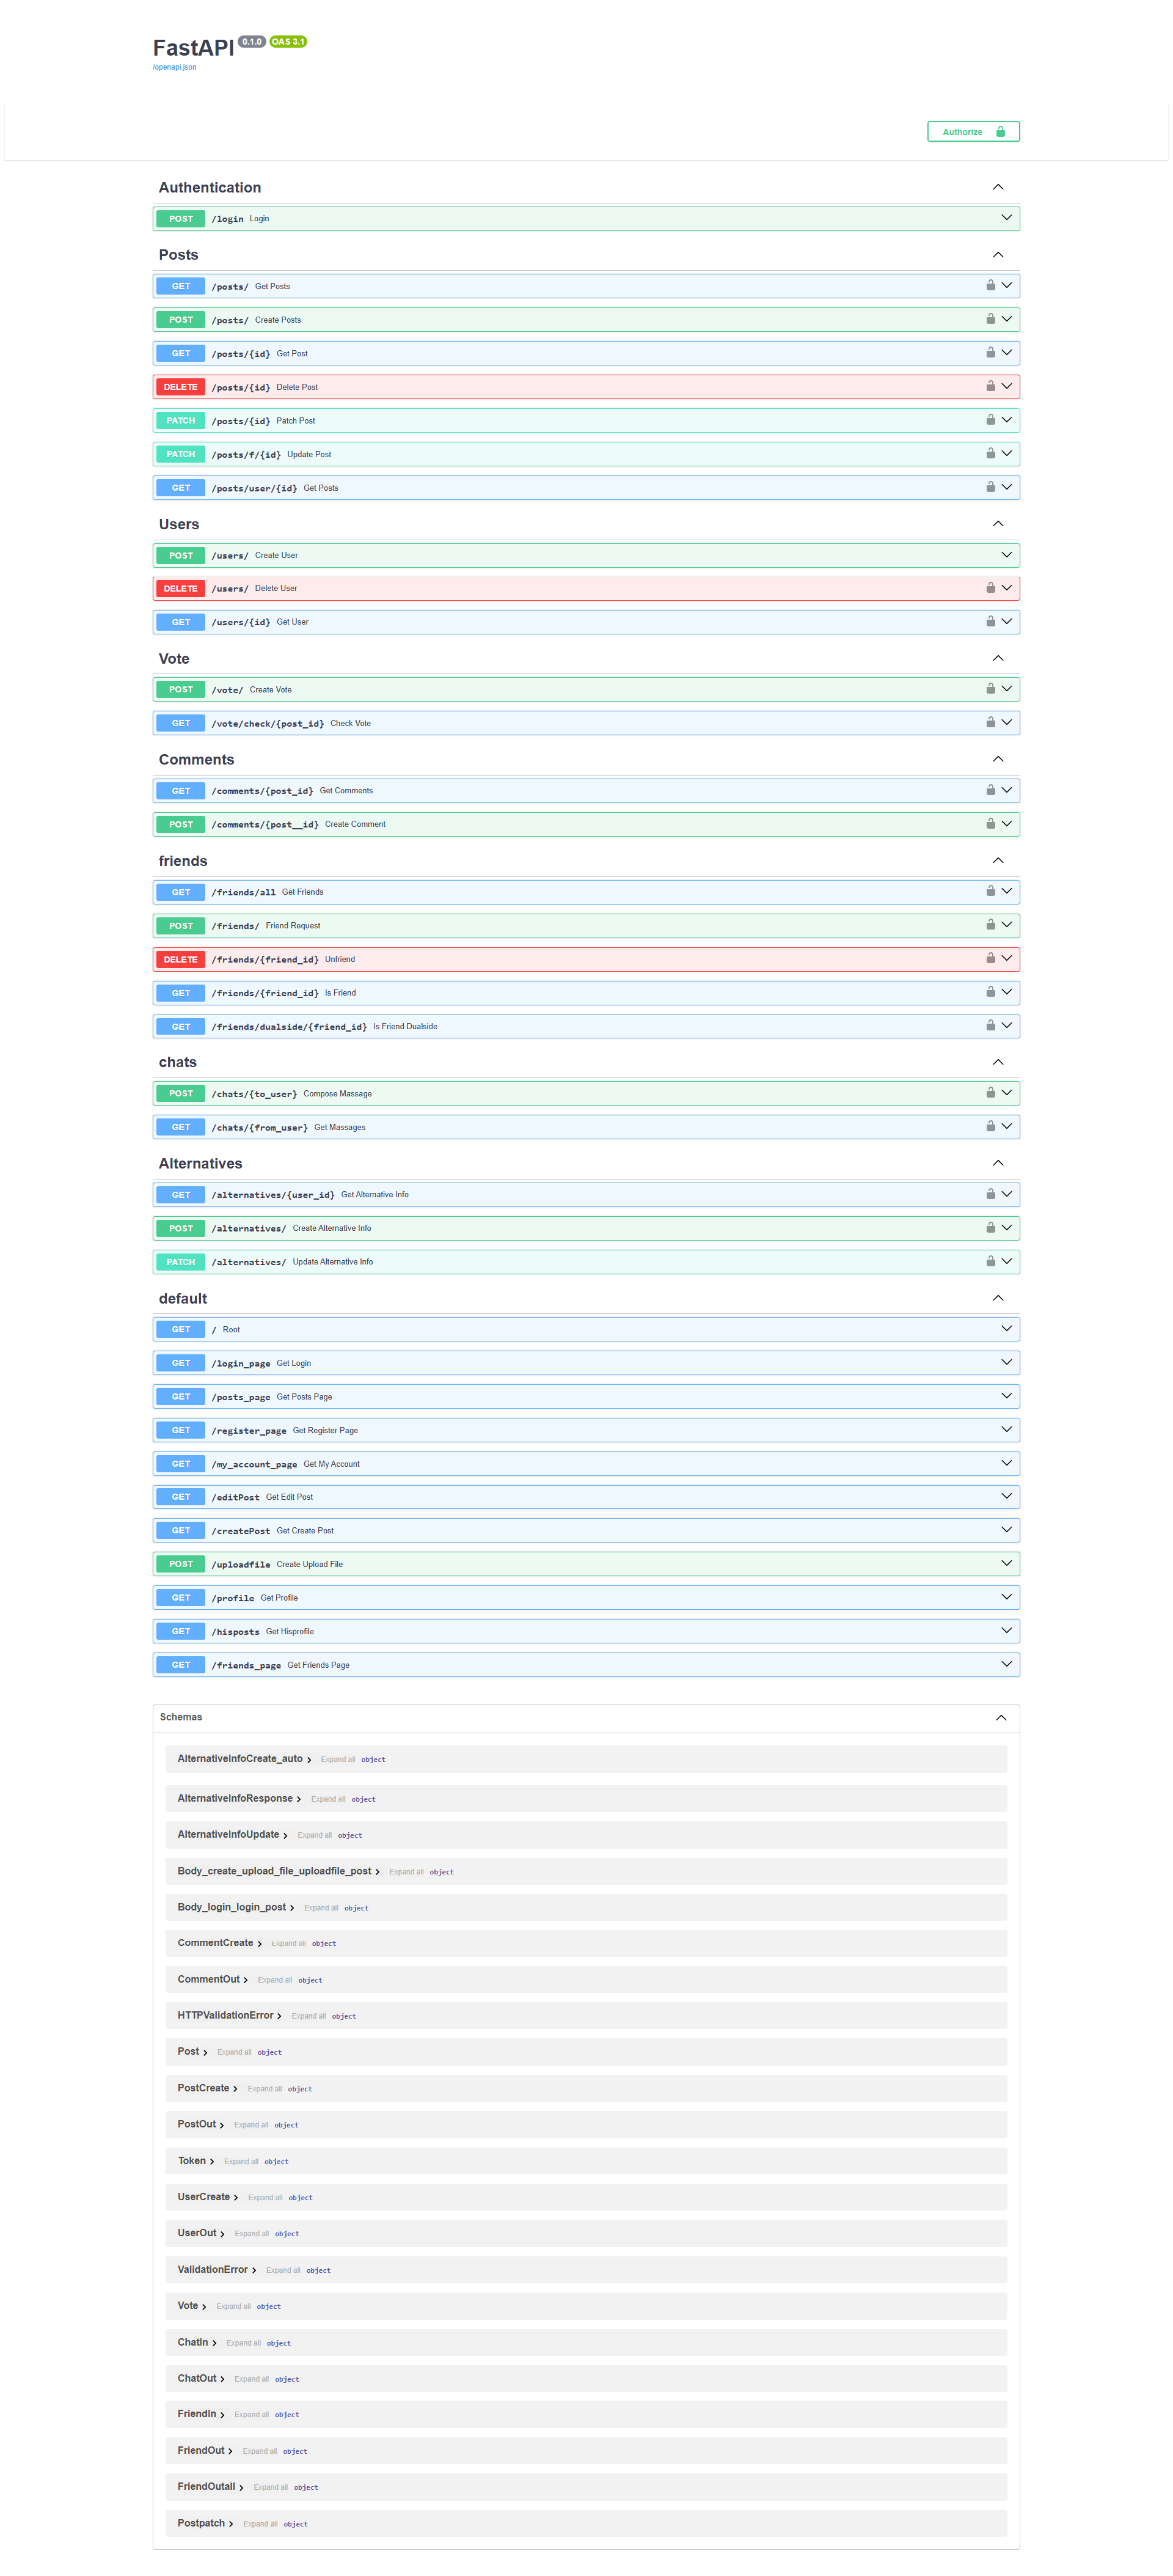 FastAPI 0.1.0 OAS 3.1
/openapi.json
Authorize
Authentication
POST /login Login
Posts
GET /posts/ Get Posts
POST /posts/ Create Posts
GET /posts/{id} Get Post
DELETE /posts/{id} Delete Post
PATCH /posts/{id} Patch Post
PATCH /posts/f/{id} Update Post
GET /posts/user/{id} Get Posts
Users
POST /users/ Create User
DELETE /users/ Delete User
GET /users/{id} Get User
Vote
POST /vote/ Create Vote
GET /vote/check/{post_id} Check Vote
Comments
GET /comments/{post_id} Get Comments
POST /comments/{post__id} Create Comment
friends
GET /friends/all Get Friends
POST /friends/ Friend Request
DELETE /friends/{friend_id} Unfriend
GET /friends/{friend_id} Is Friend
GET /friends/dualside/{friend_id} Is Friend Dualside
chats
POST /chats/{to_user} Compose Massage
GET /chats/{from_user} Get Massages
Alternatives
GET /alternatives/{user_id} Get Alternative Info
POST /alternatives/ Create Alternative Info
PATCH /alternatives/ Update Alternative Info
default
GET / Root
GET /login_page Get Login
GET /posts_page Get Posts Page
GET /register_page Get Register Page
GET /my_account_page Get My Account
GET /editPost Get Edit Post
GET /createPost Get Create Post
POST /uploadfile Create Upload File
GET /profile Get Profile
GET /hisposts Get Hisprofile
GET /friends_page Get Friends Page
Schemas
AlternativeInfoCreate_auto Expand all object
AlternativeInfoResponse Expand all object
AlternativeInfoUpdate Expand all object
Body_create_upload_file_uploadfile_post Expand all object
Body_login_login_post Expand all object
CommentCreate Expand all object
CommentOut Expand all object
HTTPValidationError Expand all object
Post Expand all object
PostCreate Expand all object
PostOut Expand all object
Token Expand all object
UserCreate Expand all object
UserOut Expand all object
ValidationError Expand all object
Vote Expand all object
ChatIn Expand all object
ChatOut Expand all object
FriendIn Expand all object
FriendOut Expand all object
FriendOutall Expand all object
Postpatch Expand all object